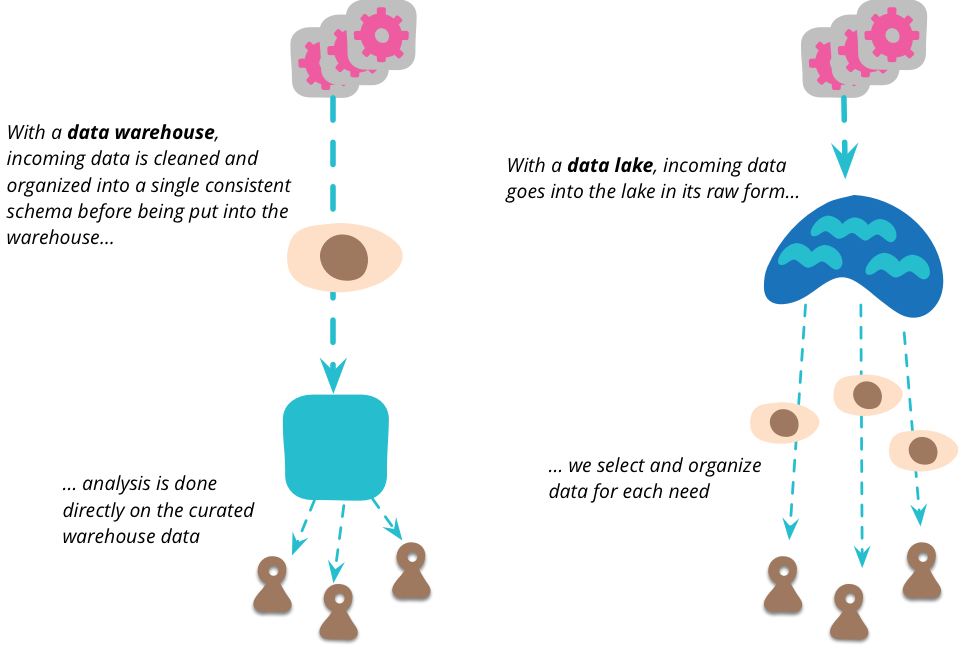 With a data warehouse,
incoming data is cleaned and
organized into a single consistent
schema before being put into the
warehouse...
... analysis is done
directly on the curated
warehouse data
With a data lake, incoming data
goes into the lake in its raw form...
... we select and organize
data for each need